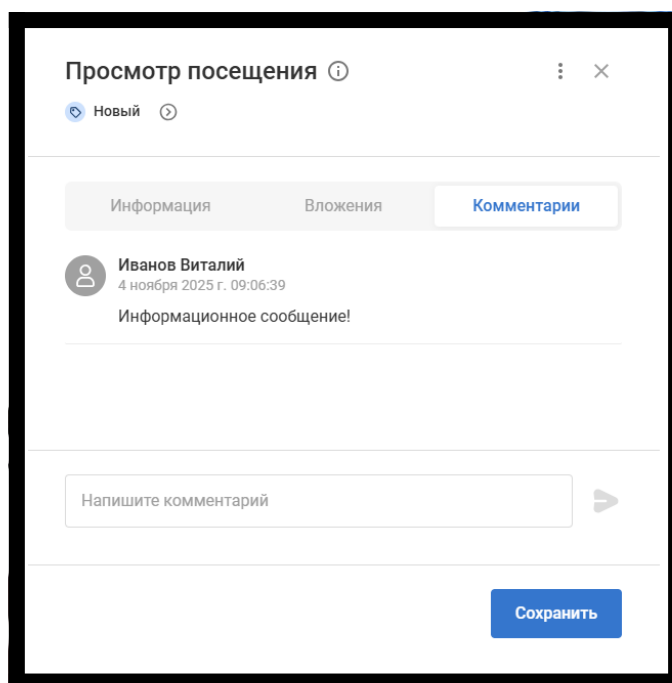 Просмотр посещения
Новый
Информация Вложения Комментарии
Иванов Виталий
4 ноября 2025 г. 09:06:39
Информационное сообщение!
Напишите комментарий
Сохранить